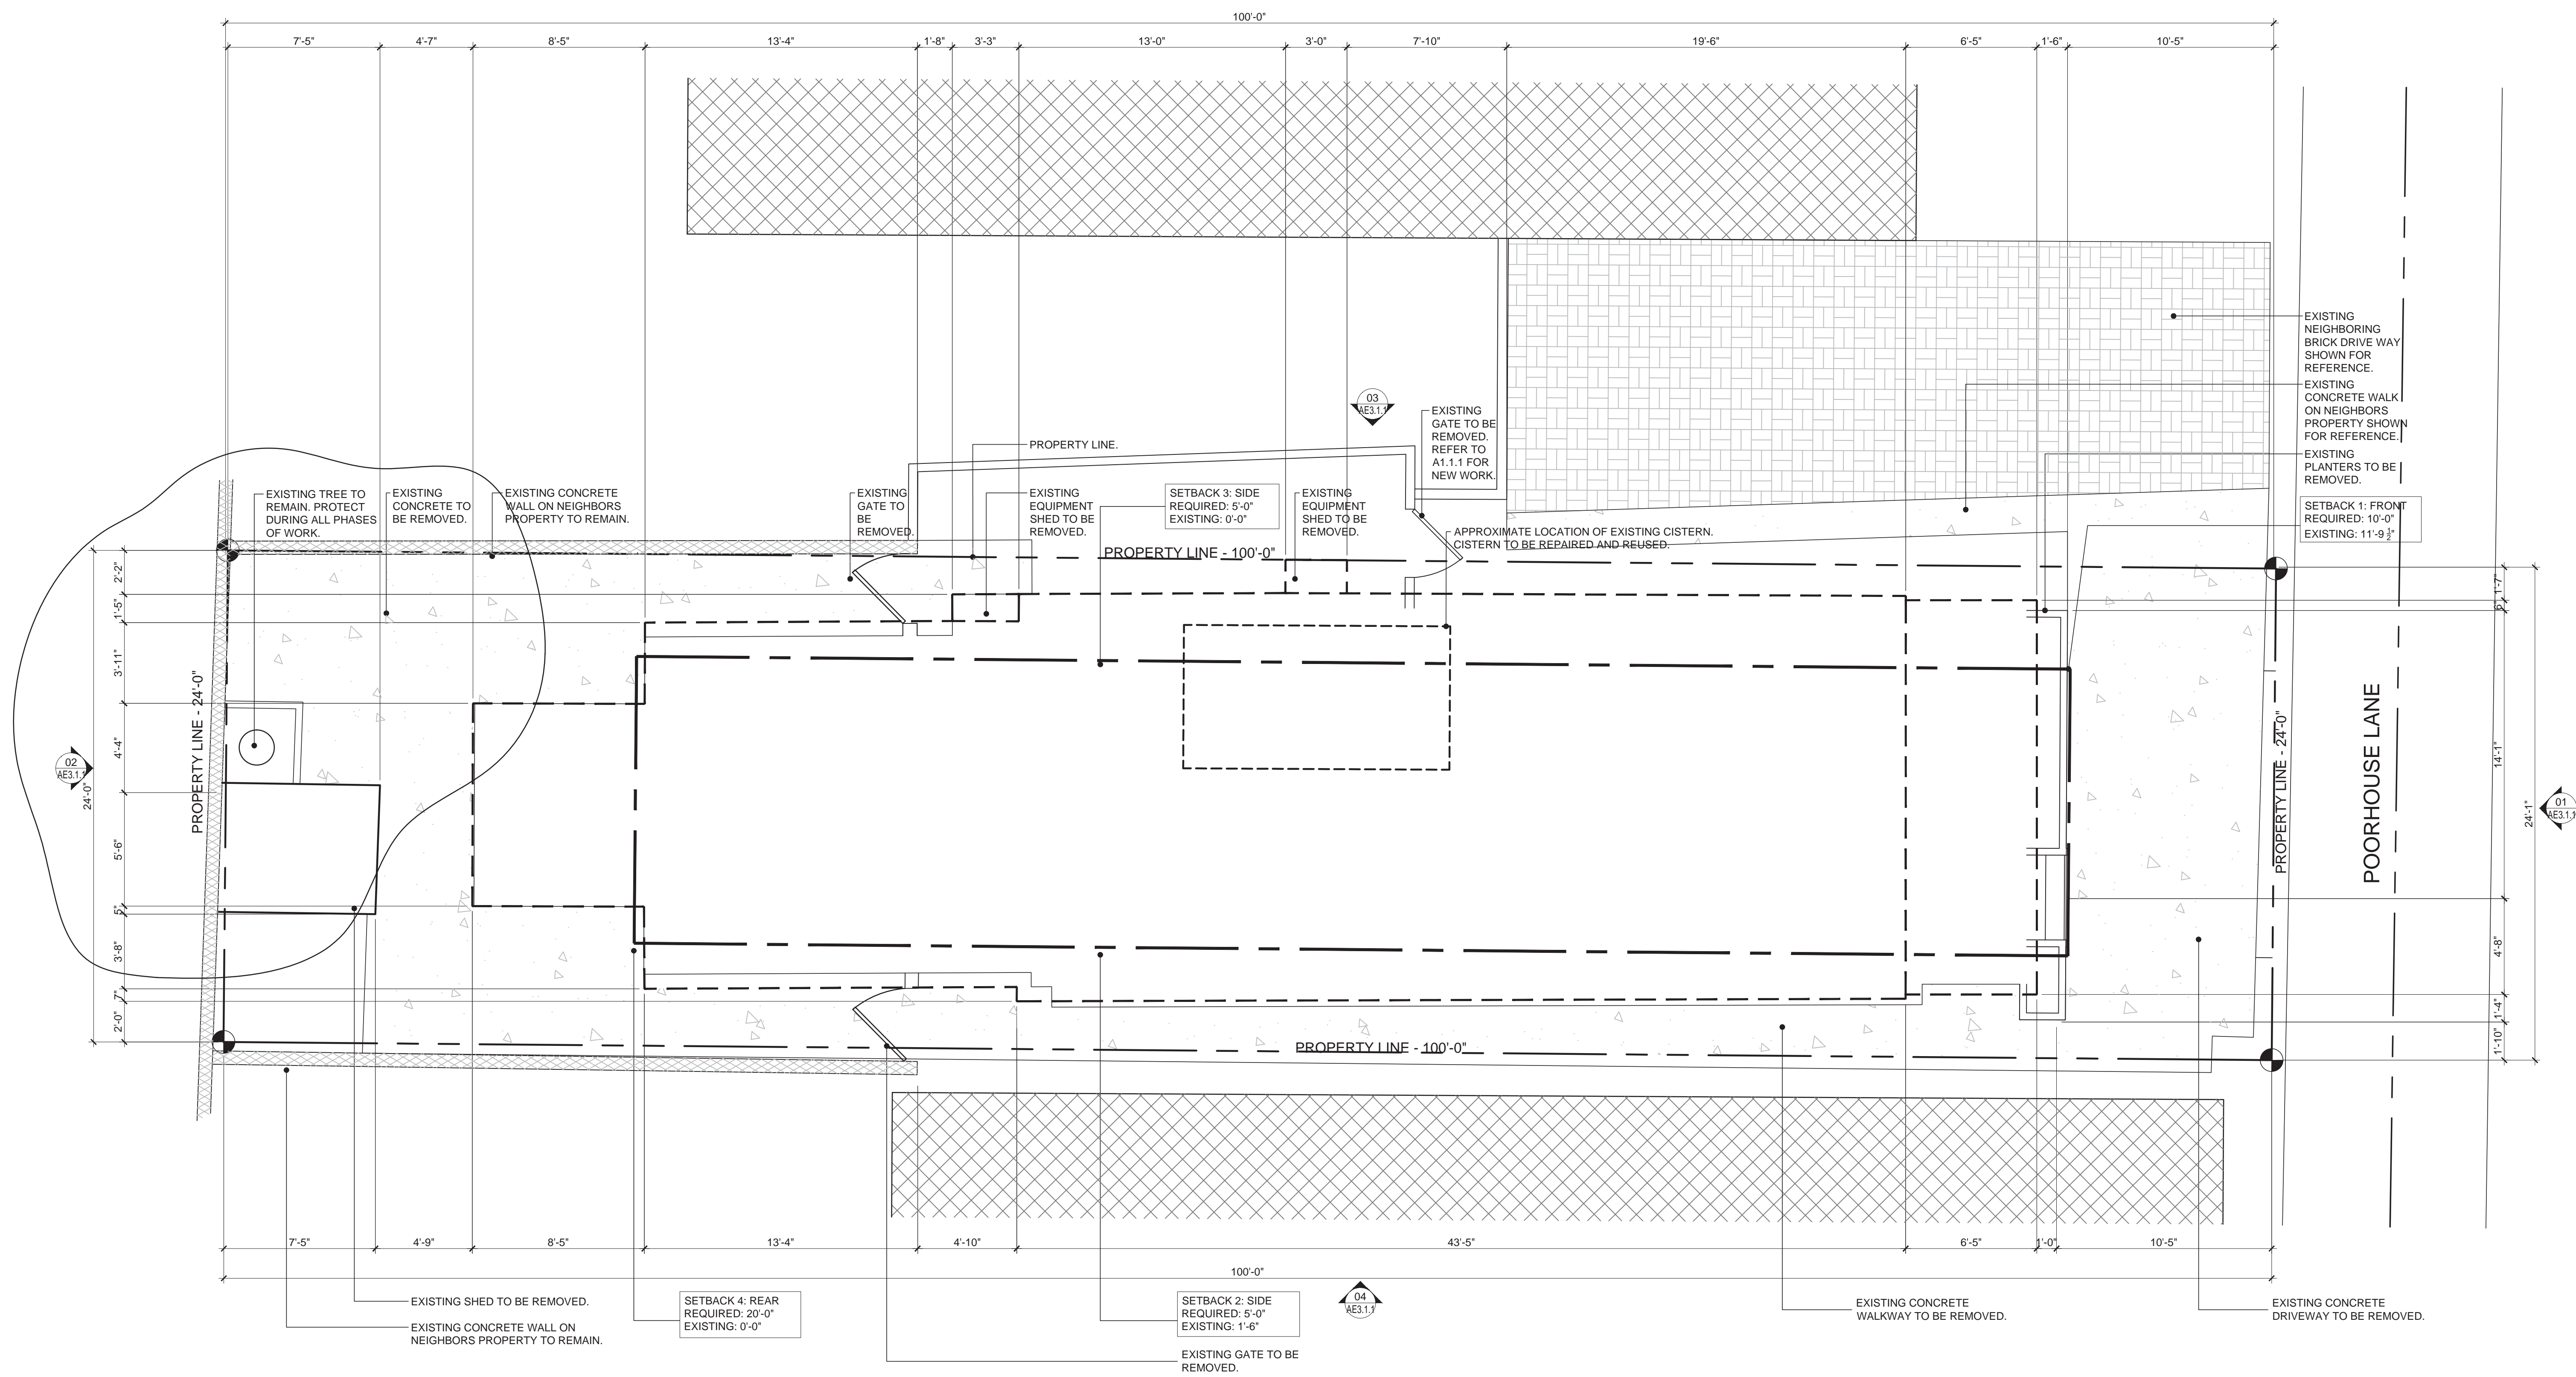 100'-0"
7'-5"
4'-7"
8'-5"
13'-4"
1'-8"
3'-3"
13'-0"
3'-0"
7'-10"
19'-6"
6'-5"
1'-6"
10'-5"
EXISTING
NEIGHBORING
BRICK DRIVE WAY
SHOWN FOR
REFERENCE.
EXISTING
CONCRETE WALK
ON NEIGHBORS
PROPERTY SHOWN
FOR REFERENCE.
EXISTING
PLANTERS TO BE
REMOVED.
SETBACK 1: FRONT
REQUIRED: 10'-0"
EXISTING: 11'-9 1/2"
03
AE3.1.1
EXISTING
GATE TO BE
REMOVED.
REFER TO
A1.1.1 FOR
NEW WORK.
PROPERTY LINE.
EXISTING TREE TO
REMAIN. PROTECT
DURING ALL PHASES
OF WORK.
EXISTING
CONCRETE TO
BE REMOVED.
EXISTING CONCRETE
WALL ON NEIGHBORS
PROPERTY TO REMAIN.
EXISTING
GATE TO
BE
REMOVED.
EXISTING
EQUIPMENT
SHED TO BE
REMOVED.
SETBACK 3: SIDE
REQUIRED: 5'-0"
EXISTING: 0'-0"
EXISTING
EQUIPMENT
SHED TO BE
REMOVED.
APPROXIMATE LOCATION OF EXISTING CISTERN.
CISTERN TO BE REPAIRED AND REUSED.
PROPERTY LINE - 100'-0"
2'-2"
1'-5"
3'-11"
4'-4"
5'-6"
5"
3'-8"
7"
2'-0"
24'-0"
02
AE3.1.1
PROPERTY LINE - 24'-0"
PROPERTY LINE - 24'-0"
POORHOUSE LANE
1'-7"
6"
14'-1"
4'-8"
1'-4"
1'-10"
24'-1"
01
AE3.1.1
PROPERTY LINE - 100'-0"
7'-5"
4'-9"
8'-5"
13'-4"
4'-10"
43'-5"
6'-5"
1'-0"
10'-5"
100'-0"
EXISTING SHED TO BE REMOVED.
EXISTING CONCRETE WALL ON
NEIGHBORS PROPERTY TO REMAIN.
SETBACK 4: REAR
REQUIRED: 20'-0"
EXISTING: 0'-0"
SETBACK 2: SIDE
REQUIRED: 5'-0"
EXISTING: 1'-6"
EXISTING GATE TO BE
REMOVED.
04
AE3.1.1
EXISTING CONCRETE
WALKWAY TO BE REMOVED.
EXISTING CONCRETE
DRIVEWAY TO BE REMOVED.